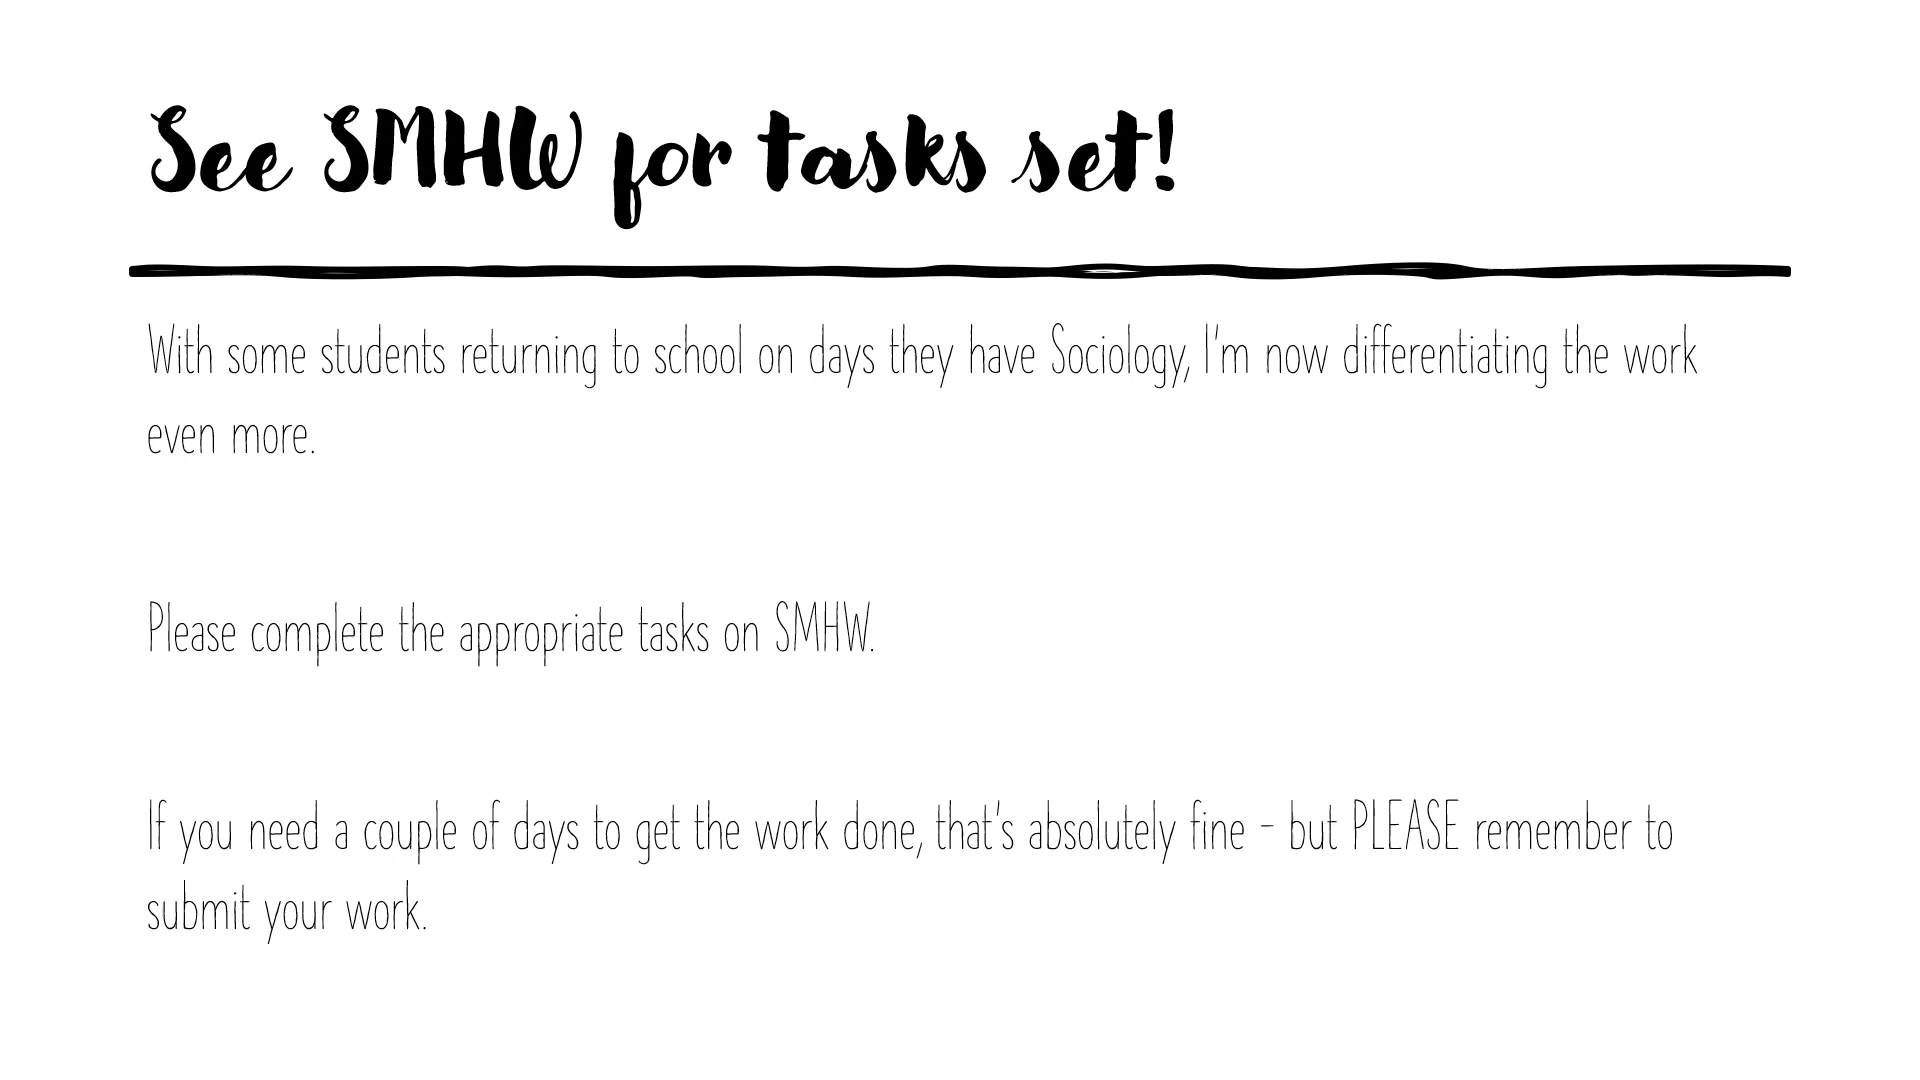 See SMHW for tasks set!
With some students returning to school on days they have Sociology, I'm now differentiating the work
even more.
Please complete the appropriate tasks on SMHW.
If you need a couple of days to get the work done, that's absolutely fine - but PLEASE remember to
submit your work.